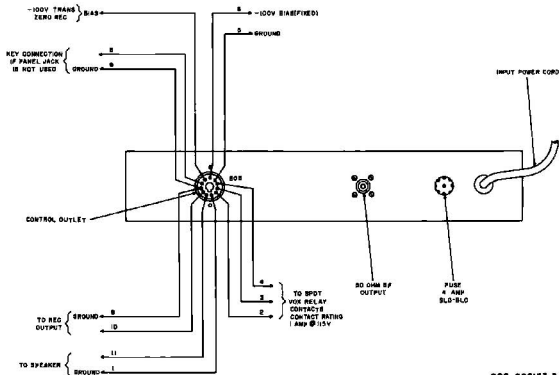 -100V TRANS
ZERO REC
BIAS
6
-100V BIAS(FIXED)
5
GROUND
KEY CONNECTION
IF PANEL JACK
IS NOT USED
GROUND
INPUT POWER CORD
CONTROL OUTLET
50 OHM RF
OUTPUT
FUSE
4 AMP
SLO-BLO
TO REC
OUTPUT
GROUND
9
10
4
3
2
TO SPDT
VOX RELAY
CONTACTS
CONTACT RATING
1 AMP @ 115V
TO SPEAKER
11
GROUND
1